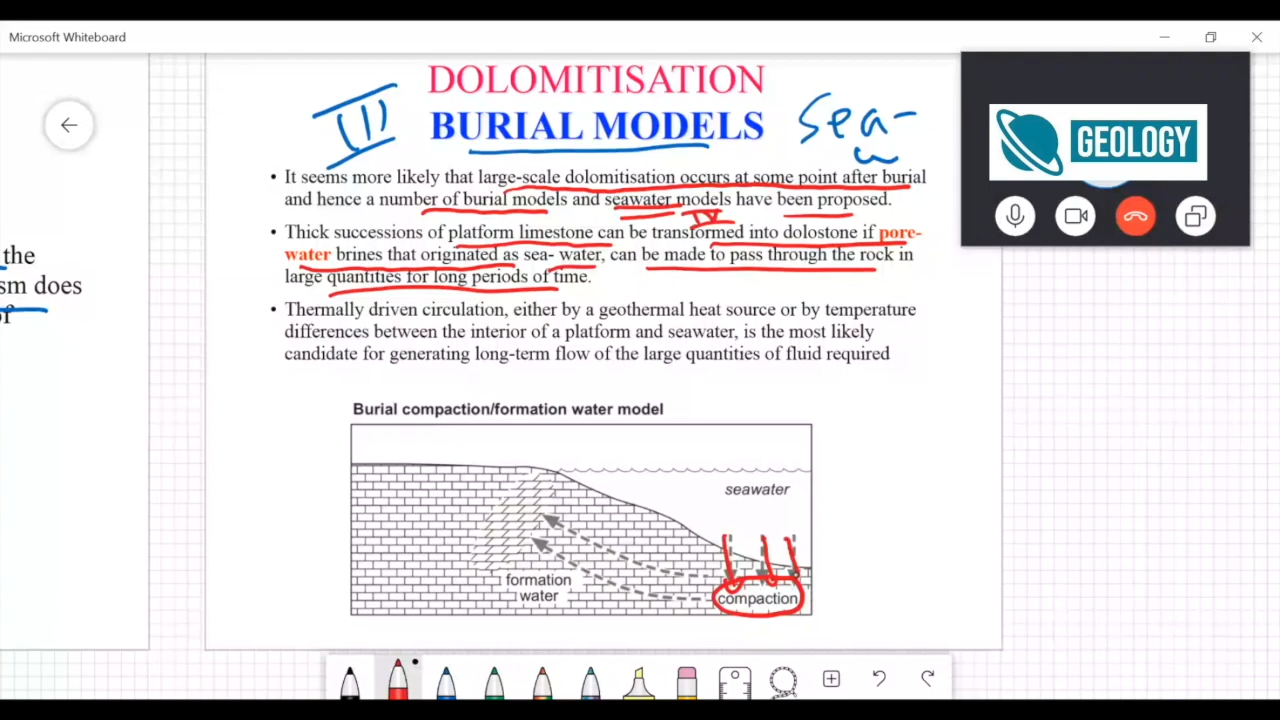 Microsoft Whiteboard
DOLOMITISATION
III
BURIAL MODELS
Sea-
w
GEOLOGY
• It seems more likely that large-scale dolomitisation occurs at some point after burial
and hence a number of burial models and seawater models have been proposed.
IV
• Thick successions of platform limestone can be transformed into dolostone if pore-
water brines that originated as sea- water, can be made to pass through the rock in
large quantities for long periods of time.
• Thermally driven circulation, either by a geothermal heat source or by temperature
differences between the interior of a platform and seawater, is the most likely
candidate for generating long-term flow of the large quantities of fluid required
the
sm does
of
Burial compaction/formation water model
seawater
formation
water
compaction